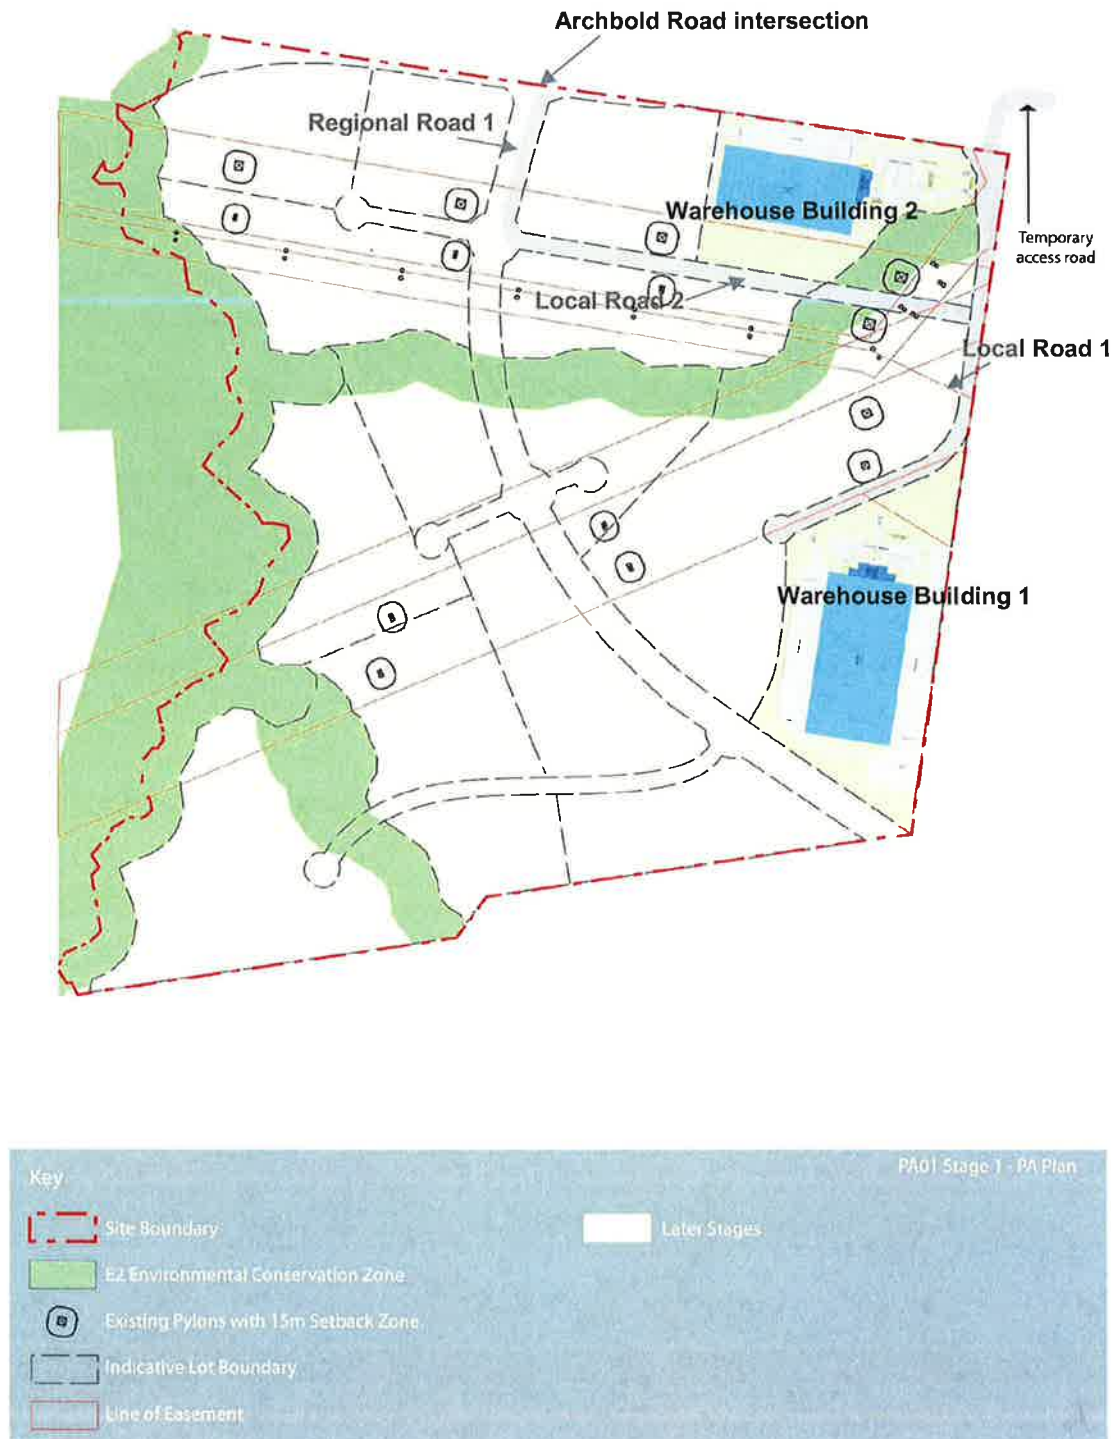 Archbold Road intersection
Regional Road 1
Warehouse Building 2
Temporary
access road
Local Road 2
Local Road 1
Warehouse Building 1
PA01 Stage 1 - PA Plan
Key
Site Boundary
Later Stages
E2 Environmental Conservation Zone
Existing Pylons with 15m Setback Zone
Indicative Lot Boundary
Line of Easement